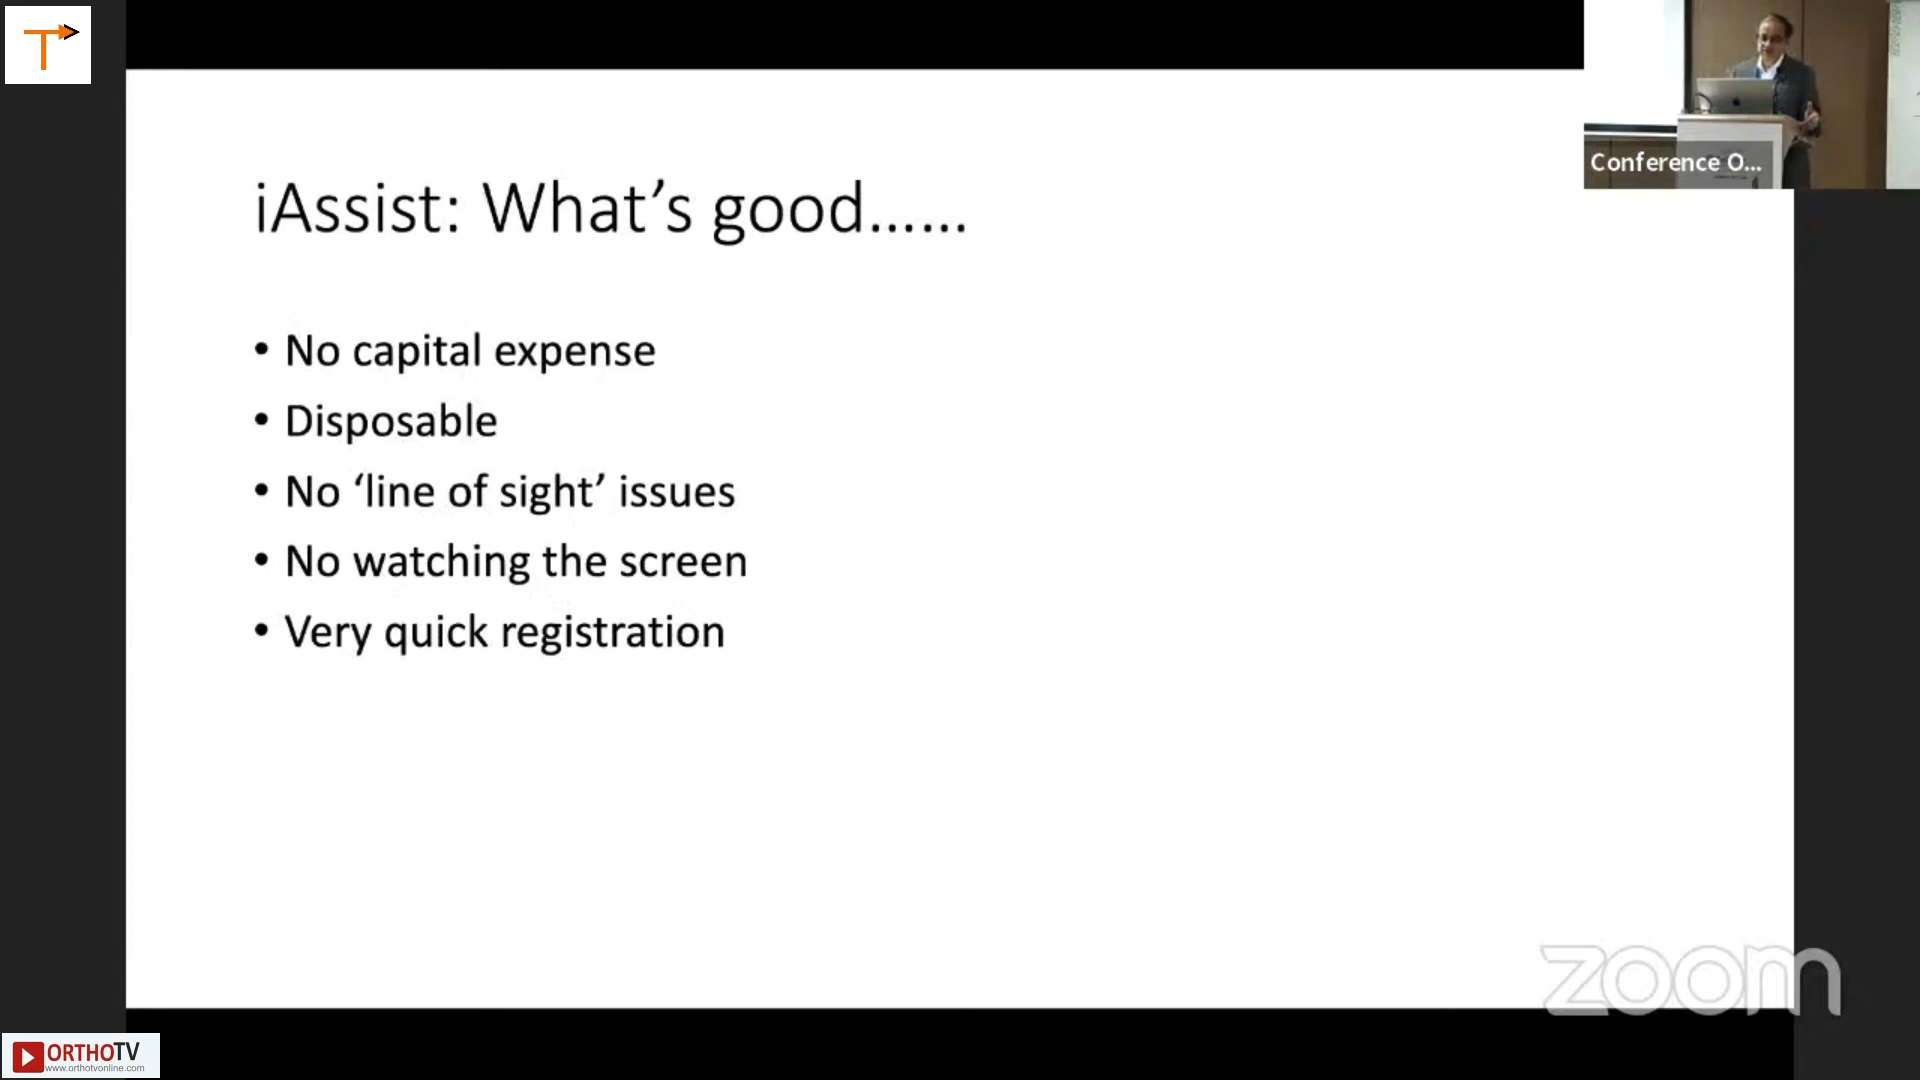 T
Conference O...
iAssist: What’s good……
• No capital expense
• Disposable
• No ‘line of sight’ issues
• No watching the screen
• Very quick registration
zoom
ORTHOTV
www.orthotvonline.com